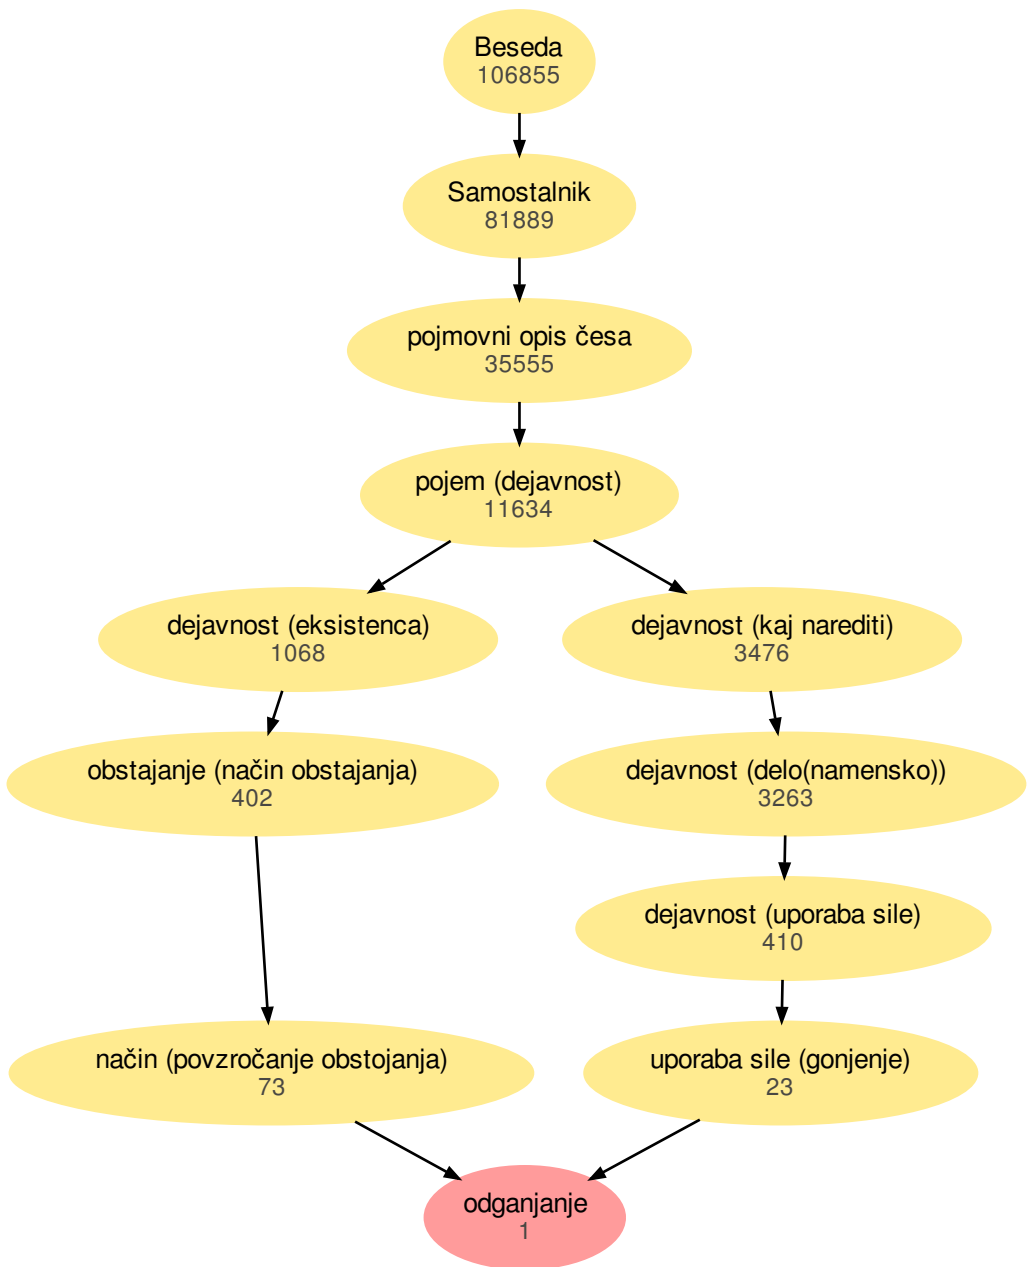 Beseda
106855
Samostalnik
81889
pojmovni opis česa
35555
pojem (dejavnost)
11634
dejavnost (eksistenca)
1068
dejavnost (kaj narediti)
3476
obstajanje (način obstajanja)
402
dejavnost (delo(namensko))
3263
dejavnost (uporaba sile)
410
način (povzročanje obstojanja)
73
uporaba sile (gonjenje)
23
odganjanje
1